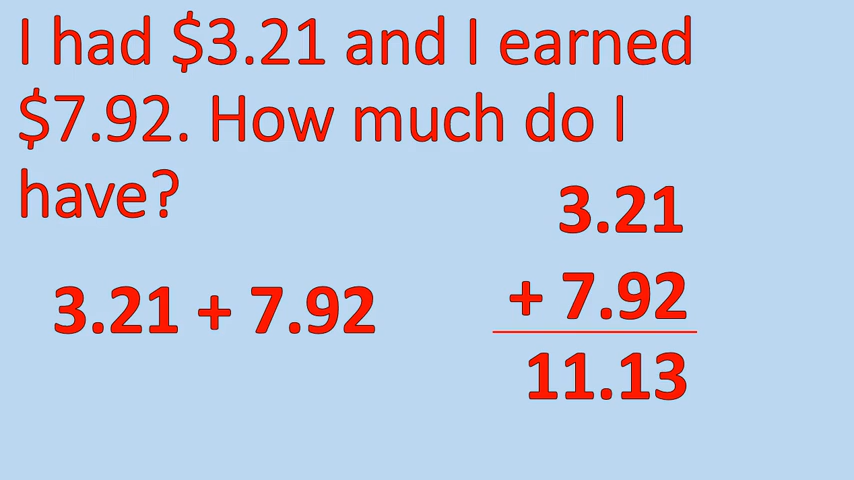 I had $3.21 and I earned
$7.92. How much do I
have?
3.21
3.21 + 7.92
+ 7.92
11.13